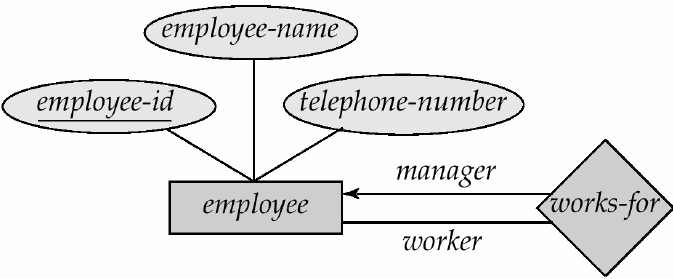 employee-name
employee-id
telephone-number
manager
employee
works-for
worker